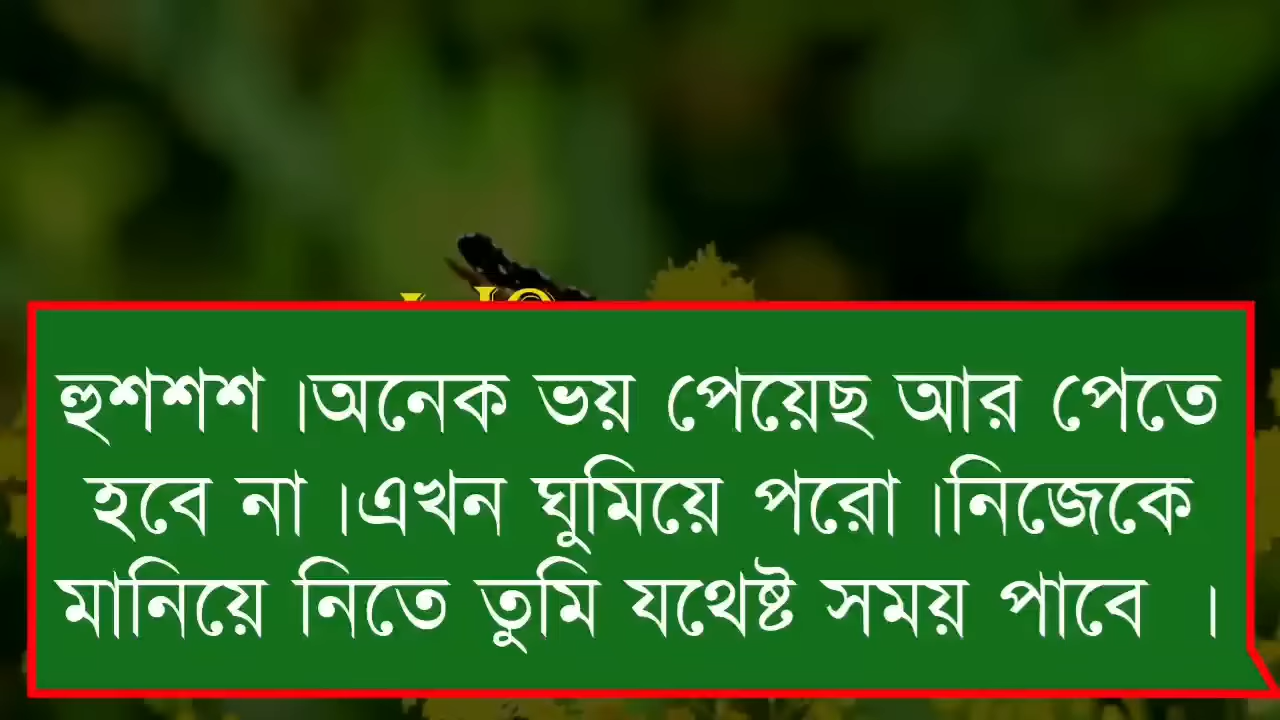 হুশশশ ।অনেক ভয় পেয়েছ আর পেতে
হবে না ।এখন ঘুমিয়ে পরো ।নিজেকে
মানিয়ে নিতে তুমি যথেষ্ট সময় পাবে ।